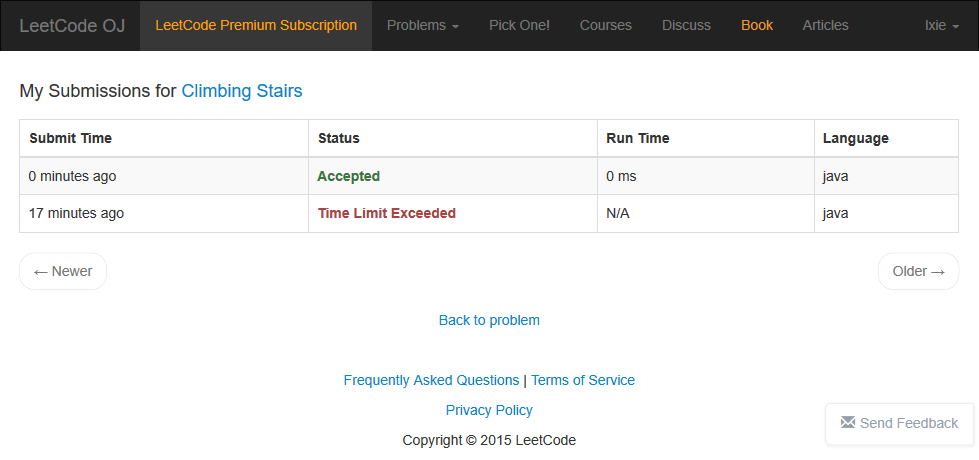 LeetCode OJ LeetCode Premium Subscription Problems Pick One! Courses Discuss Book Articles lxie
My Submissions for Climbing Stairs
Submit Time Status Run Time Language
0 minutes ago Accepted 0 ms java
17 minutes ago Time Limit Exceeded N/A java
← Newer Older →
Back to problem
Frequently Asked Questions | Terms of Service
Privacy Policy
Send Feedback
Copyright © 2015 LeetCode